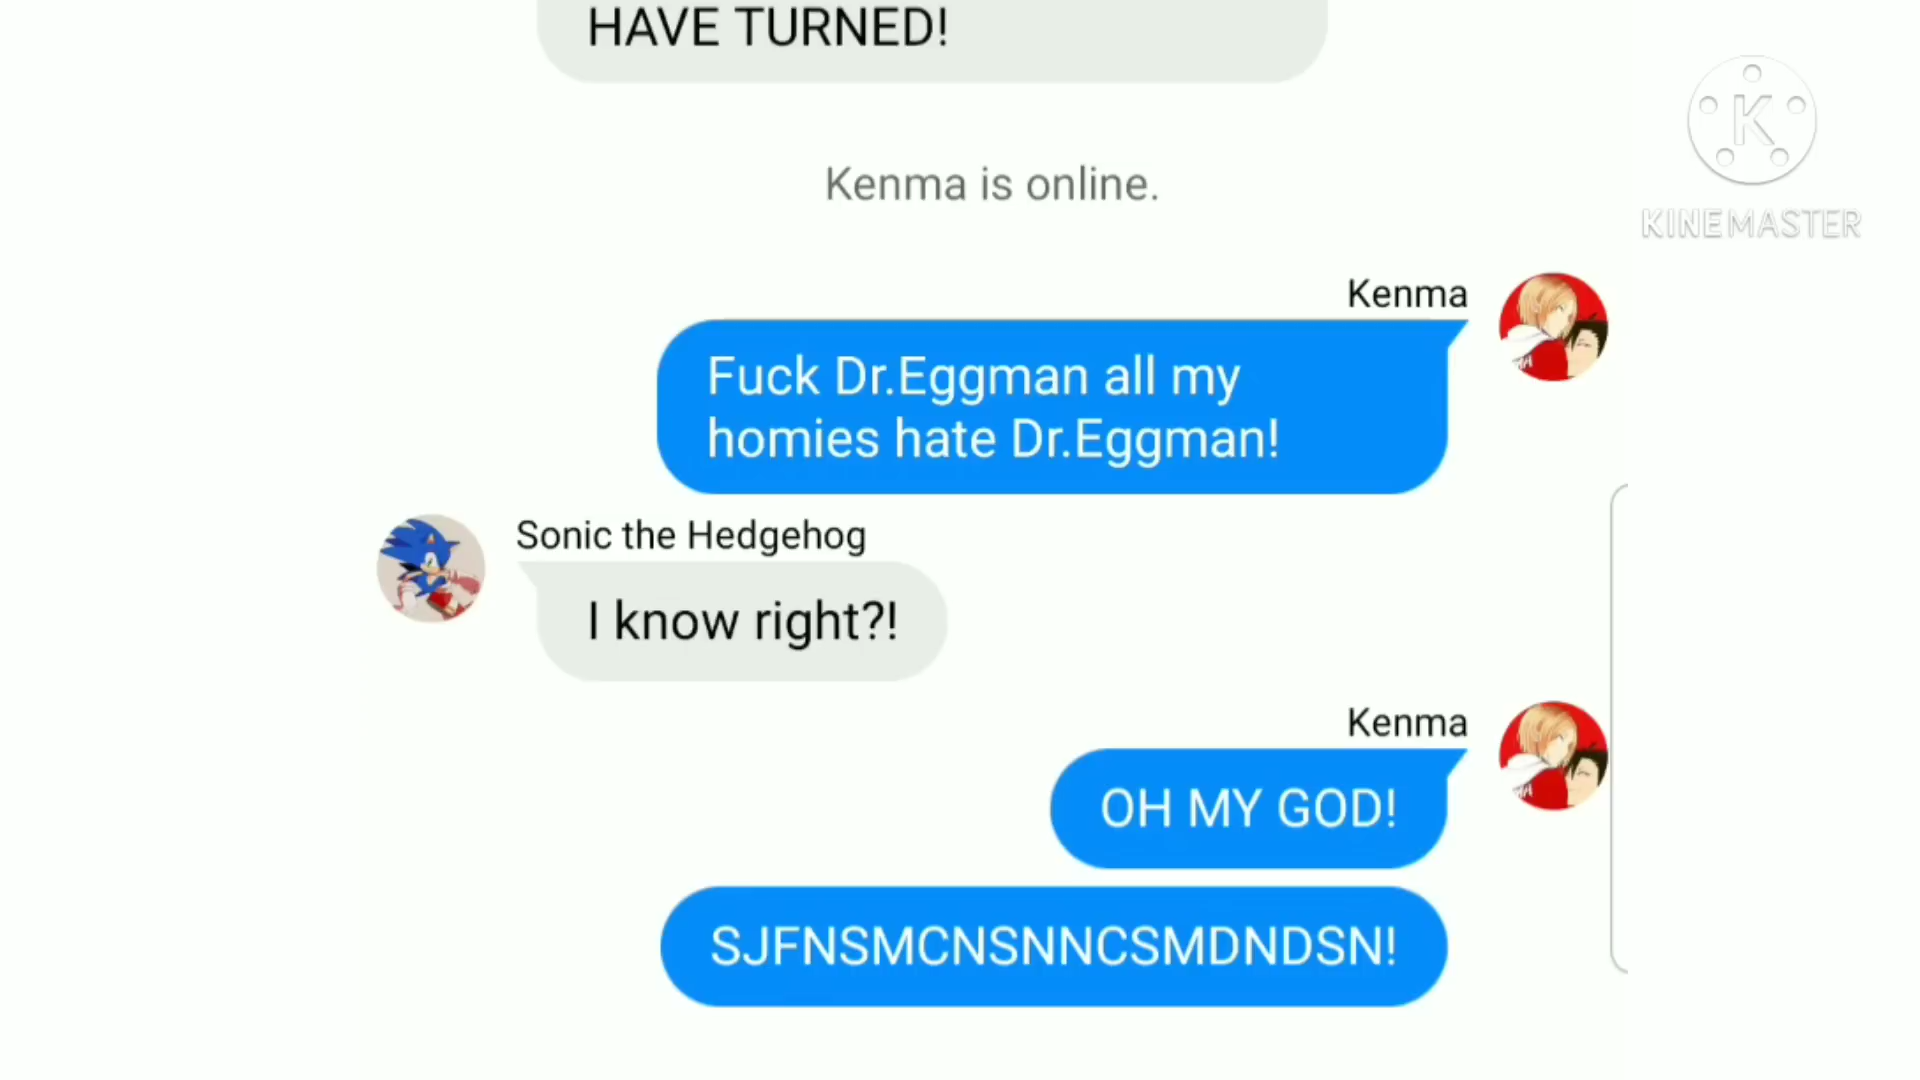 HAVE TURNED!
K
KINEMASTER
Kenma is online.
Kenma
Fuck Dr.Eggman all my
homies hate Dr.Eggman!
Sonic the Hedgehog
I know right?!
Kenma
OH MY GOD!
SJFNSMCNSNNCSMDNDSN!